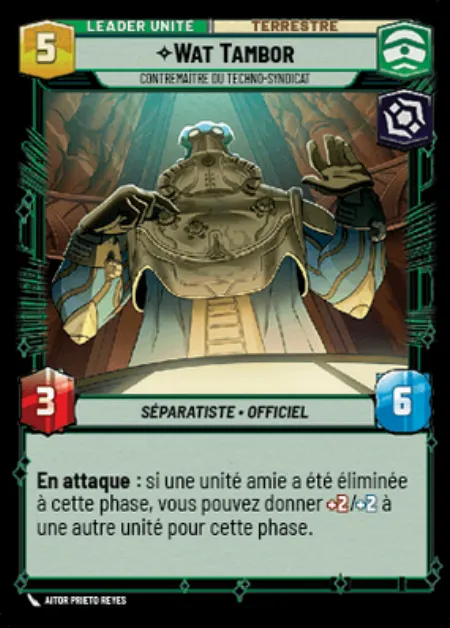 LEADER UNITÉ TERRESTRE
5 WAT TAMBOR
CONTREMAÎTRE DU TECHNO-SYNDICAT
3 SÉPARATISTE • OFFICIEL 6
En attaque : si une unité amie a été éliminée
à cette phase, vous pouvez donner +2/+2 à
une autre unité pour cette phase.
AITOR PRIETO REYES